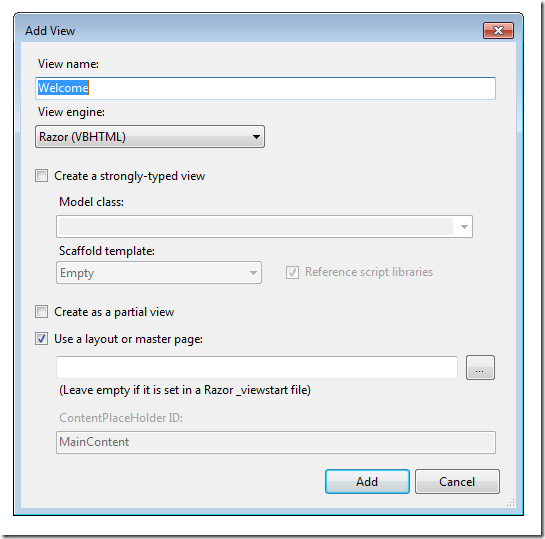 Add View
View name:
Welcome
View engine:
Razor (VBHTML)
Create a strongly-typed view
Model class:
Scaffold template:
Empty
Reference script libraries
Create as a partial view
Use a layout or master page:
...
(Leave empty if it is set in a Razor _viewstart file)
ContentPlaceHolder ID:
MainContent
Add
Cancel